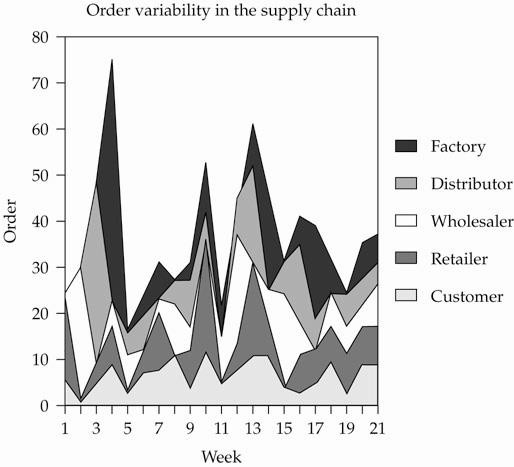 Order variability in the supply chain
80
70
60
50
40
30
20
10
0
Order
1 3 5 7 9 11 13 15 17 19 21
Week
Factory
Distributor
Wholesaler
Retailer
Customer